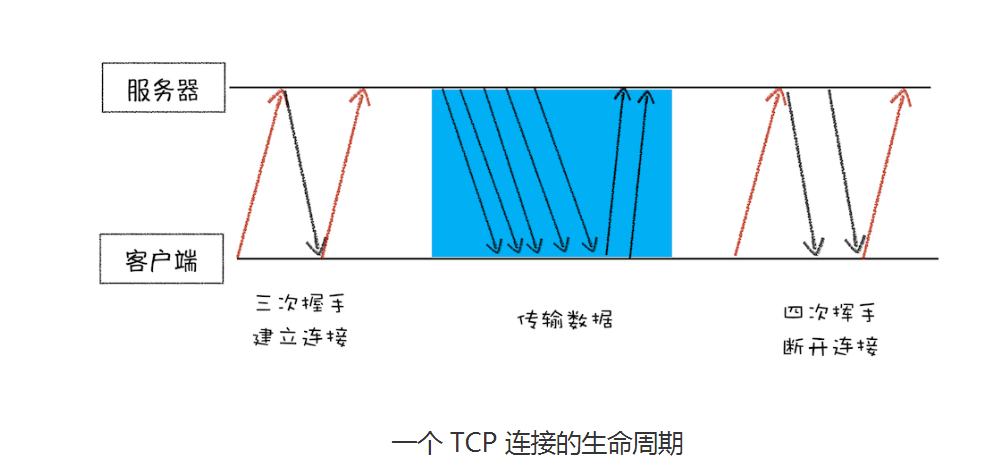 服务器
客户端
三次握手
建立连接
传输数据
四次挥手
断开连接
一个 TCP 连接的生命周期